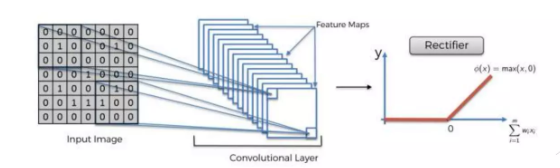 0 0 0 0 0 0 0
0 1 0 0 0 1 0
0 0 0 0 0 0 0
0 0 0 1 0 0 0
0 1 0 0 0 1 0
0 0 1 1 1 0 0
0 0 0 0 0 0 0
Input Image
Feature Maps
Convolutional Layer
y
Rectifier
ϕ(x) = max(x, 0)
0
m
∑ wᵢxᵢ
i=1